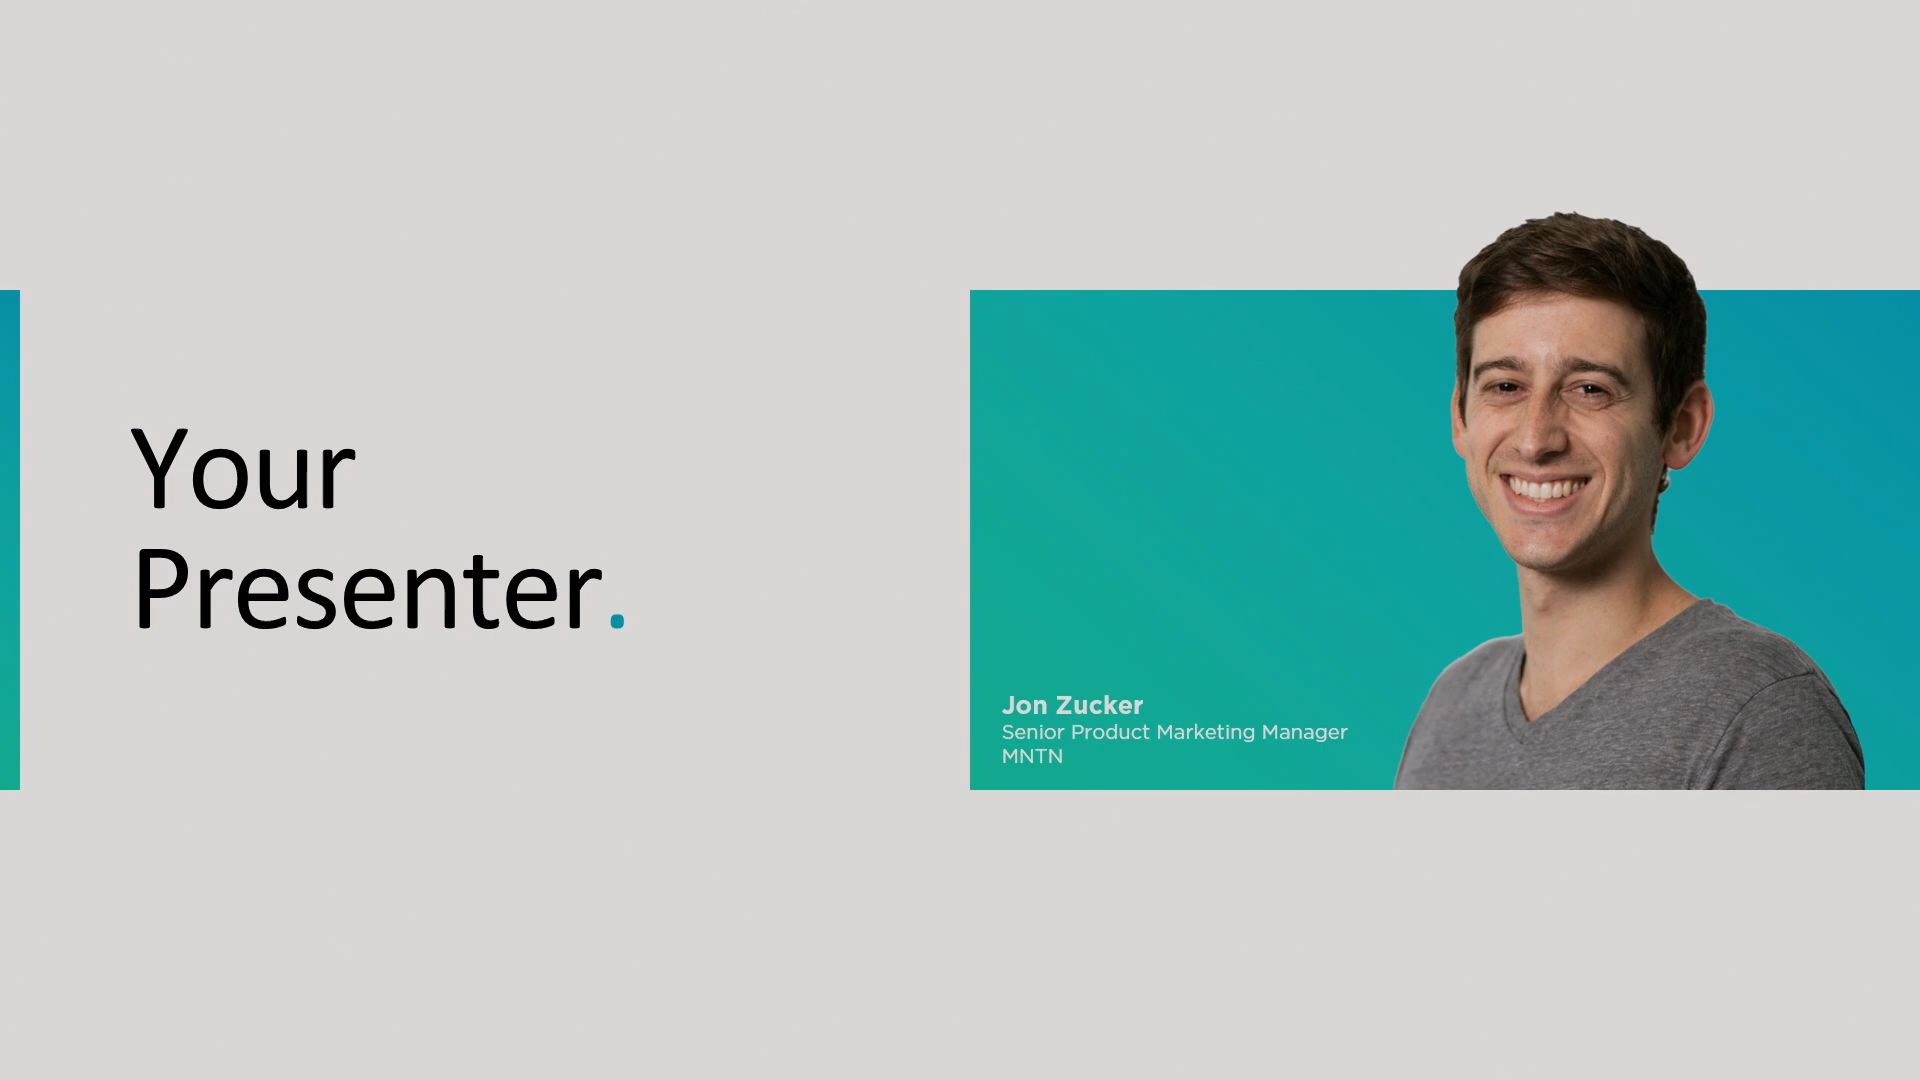 Your
Presenter.
Jon Zucker
Senior Product Marketing Manager
MNTN